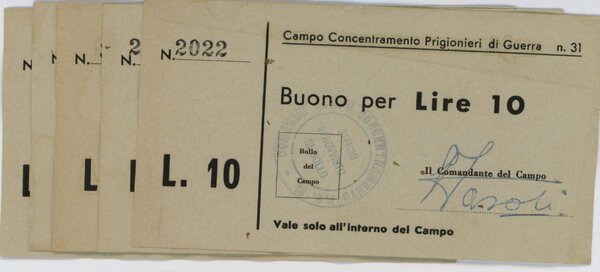 N.
N.
N.
N. 2
N. 2022
L
L
L
L. 10
Campo Concentramento Prigionieri di Guerra n. 31
Buono per Lire 10
Bollo
del
Campo
Il Comandante del Campo
Vale solo all'interno del Campo